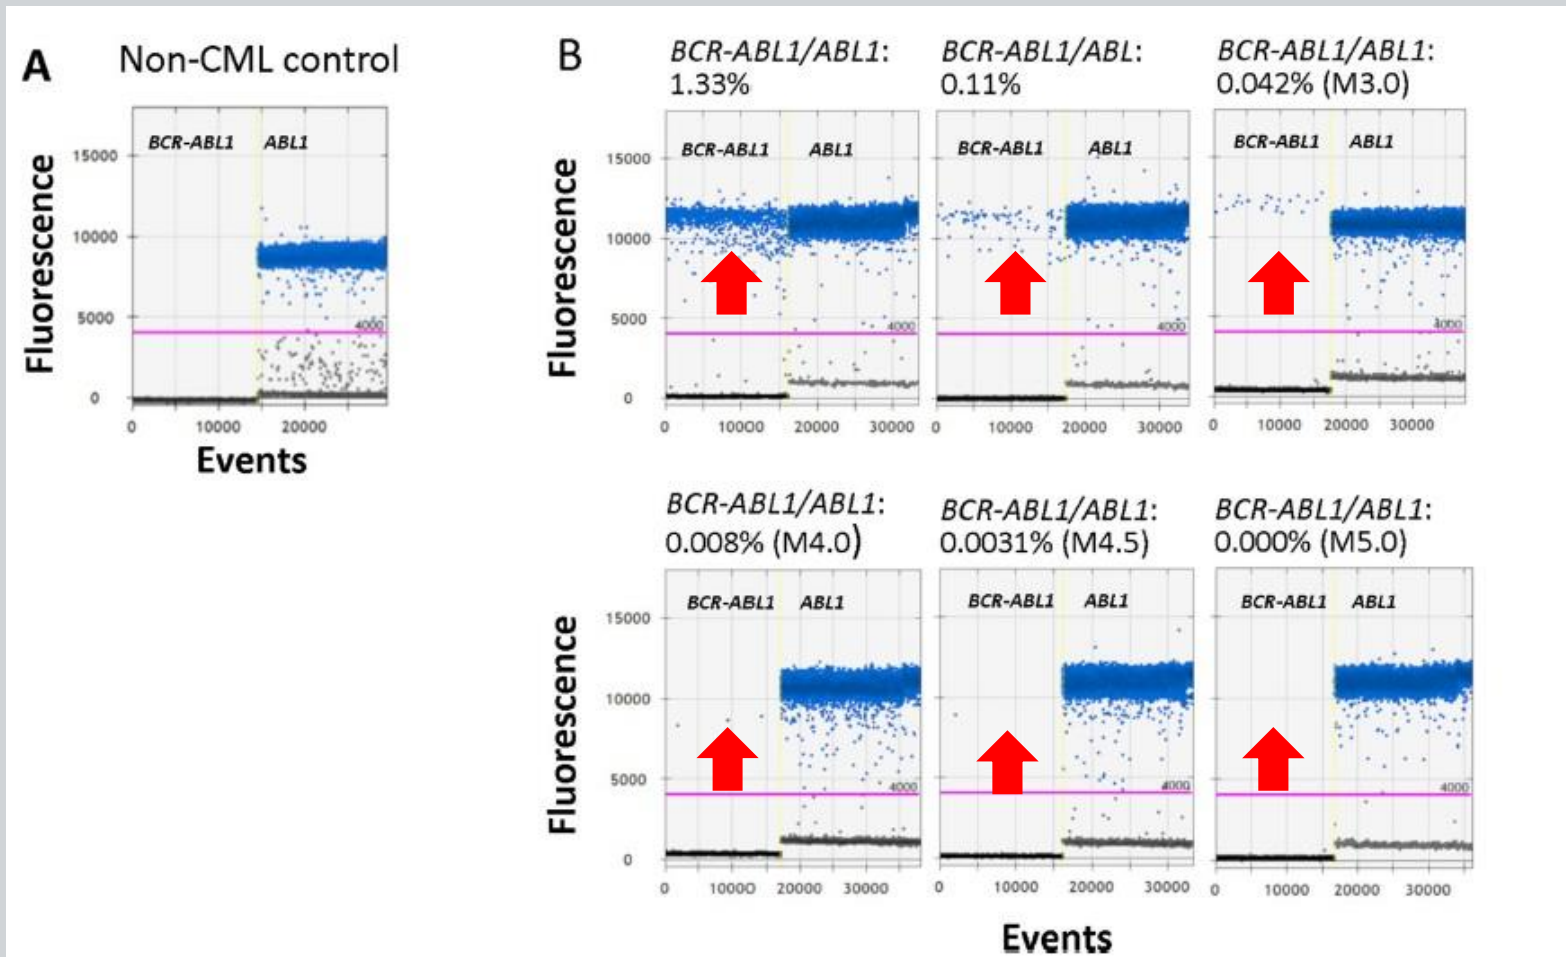 A Non-CML control
Fluorescence
BCR-ABL1 ABL1
15000
10000
5000
4000
0
0 10000 20000
Events
B
BCR-ABL1/ABL1:
1.33%
Fluorescence
BCR-ABL1 ABL1
15000
10000
5000
4000
0
0 10000 20000 30000
BCR-ABL1/ABL:
0.11%
BCR-ABL1 ABL1
4000
0 10000 20000 30000
BCR-ABL1/ABL1:
0.042% (M3.0)
BCR-ABL1 ABL1
4000
0 10000 20000 30000
BCR-ABL1/ABL1:
0.008% (M4.0)
Fluorescence
BCR-ABL1 ABL1
15000
10000
5000
4000
0
0 10000 20000 30000
BCR-ABL1/ABL1:
0.0031% (M4.5)
BCR-ABL1 ABL1
4000
0 10000 20000 30000
BCR-ABL1/ABL1:
0.000% (M5.0)
BCR-ABL1 ABL1
4000
0 10000 20000 30000
Events